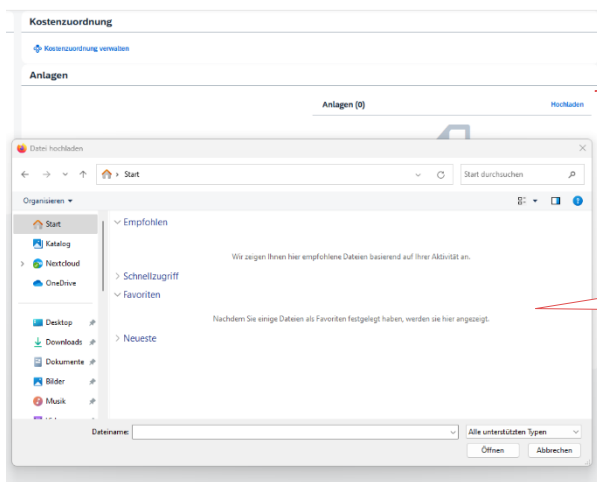 Kostenzuordnung
Kostenzuordnung verwalten
Anlagen
Anlagen (0) Hochladen
Datei hochladen
Start Start durchsuchen
Organisieren
Start
Katalog
Nextcloud
OneDrive
Desktop
Downloads
Dokumente
Bilder
Musik
Empfohlen
Wir zeigen Ihnen hier empfohlene Dateien basierend auf Ihrer Aktivität an.
Schnellzugriff
Favoriten
Nachdem Sie einige Dateien als Favoriten festgelegt haben, werden sie hier angezeigt.
Neueste
Dateiname: Alle unterstützten Typen
Öffnen Abbrechen